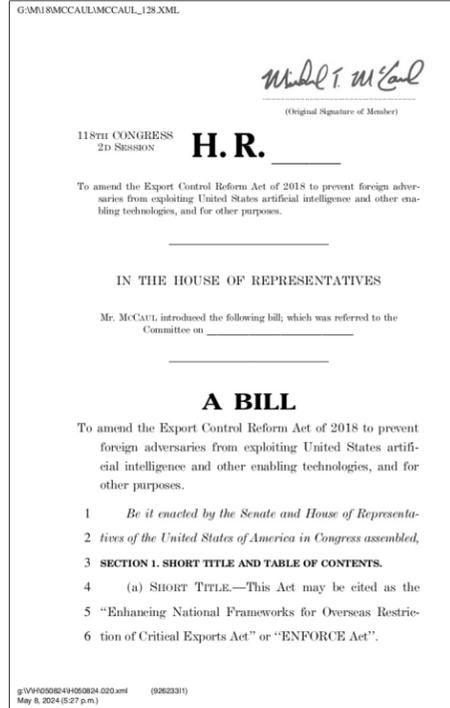 G:\M\18\MCCAUL\MCCAUL_128.XML
Michael T. McCaul
(Original Signature of Member)
118TH CONGRESS
2D SESSION
H. R. ____
To amend the Export Control Reform Act of 2018 to prevent foreign adver-
saries from exploiting United States artificial intelligence and other ena-
bling technologies, and for other purposes.
IN THE HOUSE OF REPRESENTATIVES
Mr. MCCAUL introduced the following bill; which was referred to the
Committee on ____
A BILL
To amend the Export Control Reform Act of 2018 to prevent
foreign adversaries from exploiting United States artifi-
cial intelligence and other enabling technologies, and for
other purposes.
1 Be it enacted by the Senate and House of Representa-
2 tives of the United States of America in Congress assembled,
3 SECTION 1. SHORT TITLE AND TABLE OF CONTENTS.
4 (a) SHORT TITLE.—This Act may be cited as the
5 “Enhancing National Frameworks for Overseas Restric-
6 tion of Critical Exports Act” or “ENFORCE Act”.
g:\V\H\050824\H050824.020.xml (926233|1)
May 8, 2024 (5:27 p.m.)